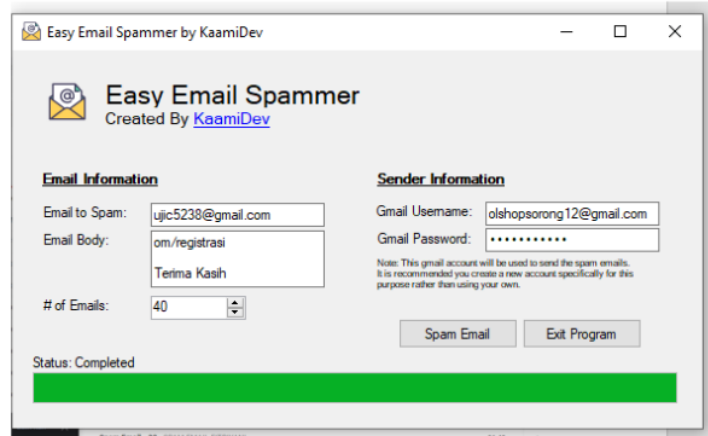 Easy Email Spammer by KaamiDev
Easy Email Spammer
Created By KaamiDev
Email Information
Email to Spam: ujic5238@gmail.com
Email Body: om/registrasi
Terima Kasih
# of Emails: 40
Sender Information
Gmail Username: olshopsorong12@gmail.com
Gmail Password: •••••••••••
Note: This gmail account will be used to send the spam emails.
It is recommended you create a new account specifically for this
purpose rather than using your own.
Spam Email Exit Program
Status: Completed